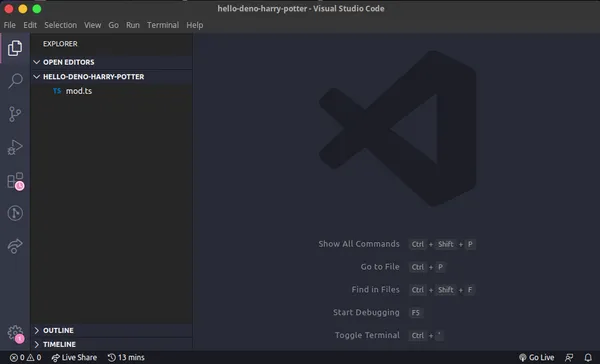 hello-deno-harry-potter - Visual Studio Code
File Edit Selection View Go Run Terminal Help
EXPLORER
OPEN EDITORS
HELLO-DENO-HARRY-POTTER
TS mod.ts
Show All Commands Ctrl + Shift + P
Go to File Ctrl + P
Find in Files Ctrl + Shift + F
Start Debugging F5
Toggle Terminal Ctrl + `
1
OUTLINE
TIMELINE
0 0 Live Share 13 mins Go Live